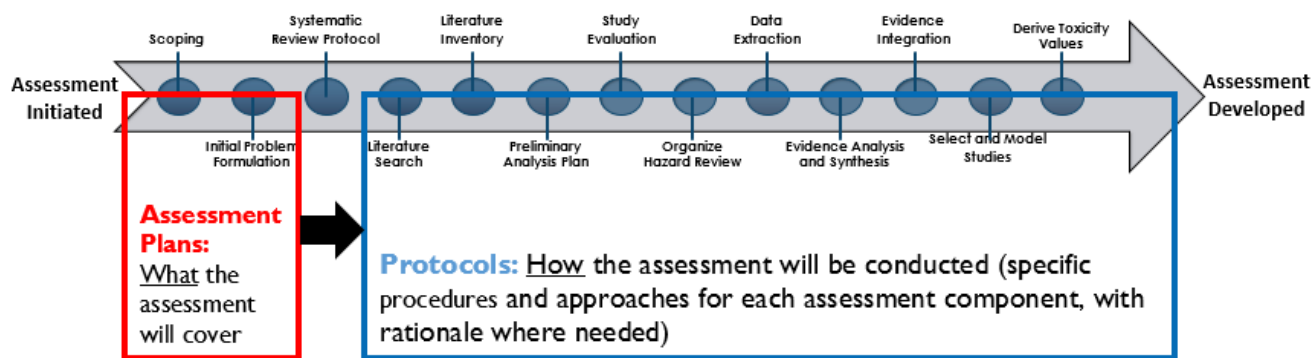 Scoping
Systematic
Review Protocol
Literature
Inventory
Study
Evaluation
Data
Extraction
Evidence
Integration
Derive Toxicity
Values
Assessment
Initiated
Assessment
Developed
Initial Problem
Formulation
Literature
Search
Preliminary
Analysis Plan
Organize
Hazard Review
Evidence Analysis
and Synthesis
Select and Model
Studies
Assessment
Plans:
What the
assessment
will cover
Protocols: How the assessment will be conducted (specific
procedures and approaches for each assessment component, with
rationale where needed)